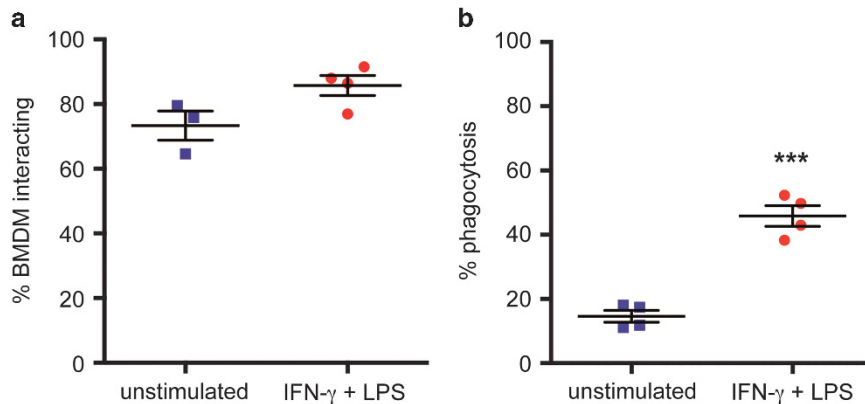 a
% BMDM interacting
100
80
60
40
20
0
unstimulated
IFN-γ + LPS
b
% phagocytosis
100
80
60
40
20
0
***
unstimulated
IFN-γ + LPS